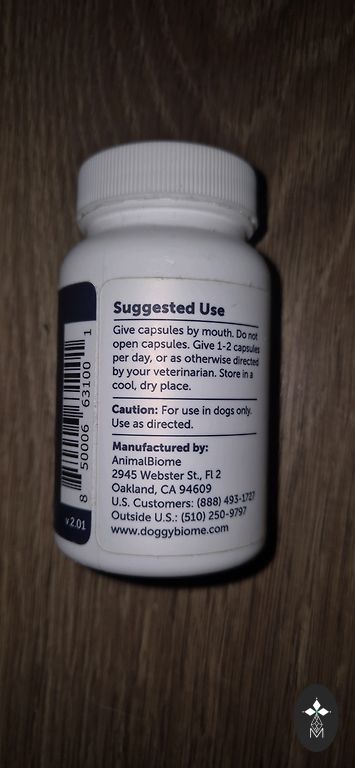 Suggested Use
Give capsules by mouth. Do not
open capsules. Give 1-2 capsules
per day, or as otherwise directed
by your veterinarian. Store in a
cool, dry place.
Caution: For use in dogs only.
Use as directed.
Manufactured by:
AnimalBiome
2945 Webster St., Fl 2
Oakland, CA 94609
U.S. Customers: (888) 493-1727
Outside U.S.: (510) 250-9797
www.doggybiome.com
8 50006 63100 1
v 2.01
M